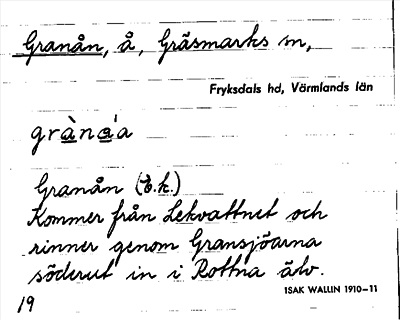 Granån, å, Gräsmarks sn,
Fryksdals hd, Värmlands län
gràna̍a
Granån (E.k.)
Kommer från Lekvattnet och
rinner genom Gransjöarna
söderut in i Rottna älv.
ISAK WALLIN 1910–11
19